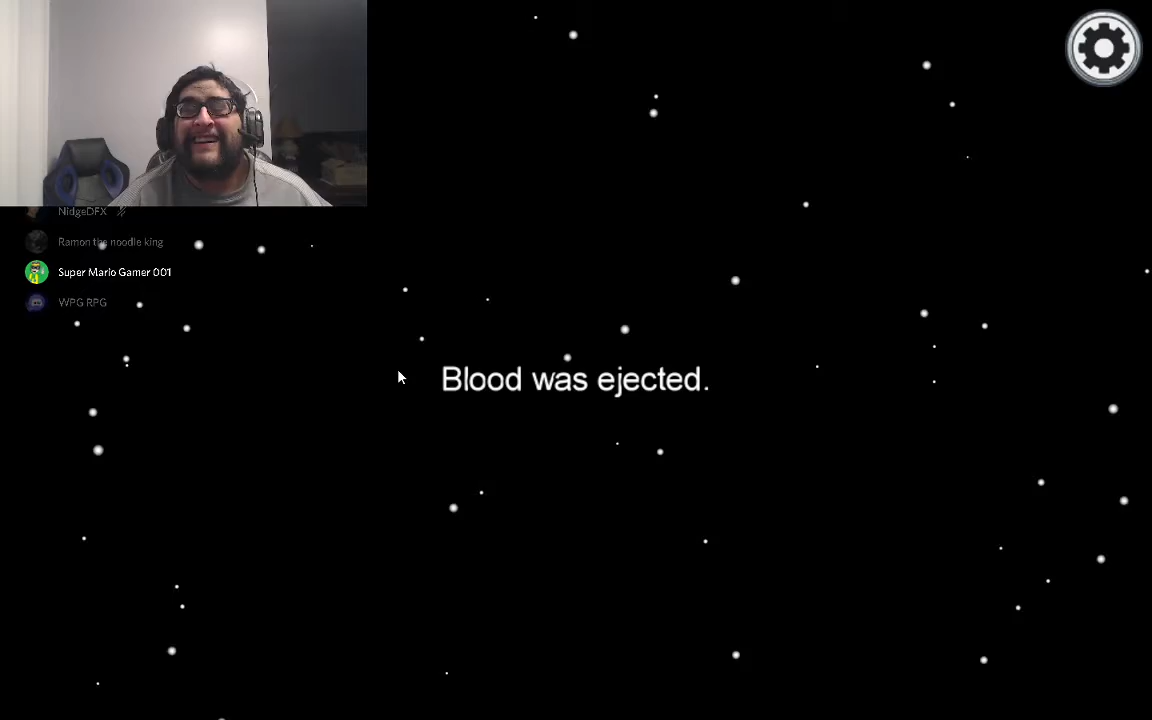 NidgeDFX
Ramon the noodle king
Super Mario Gamer 001
WPG RPG
Blood was ejected.